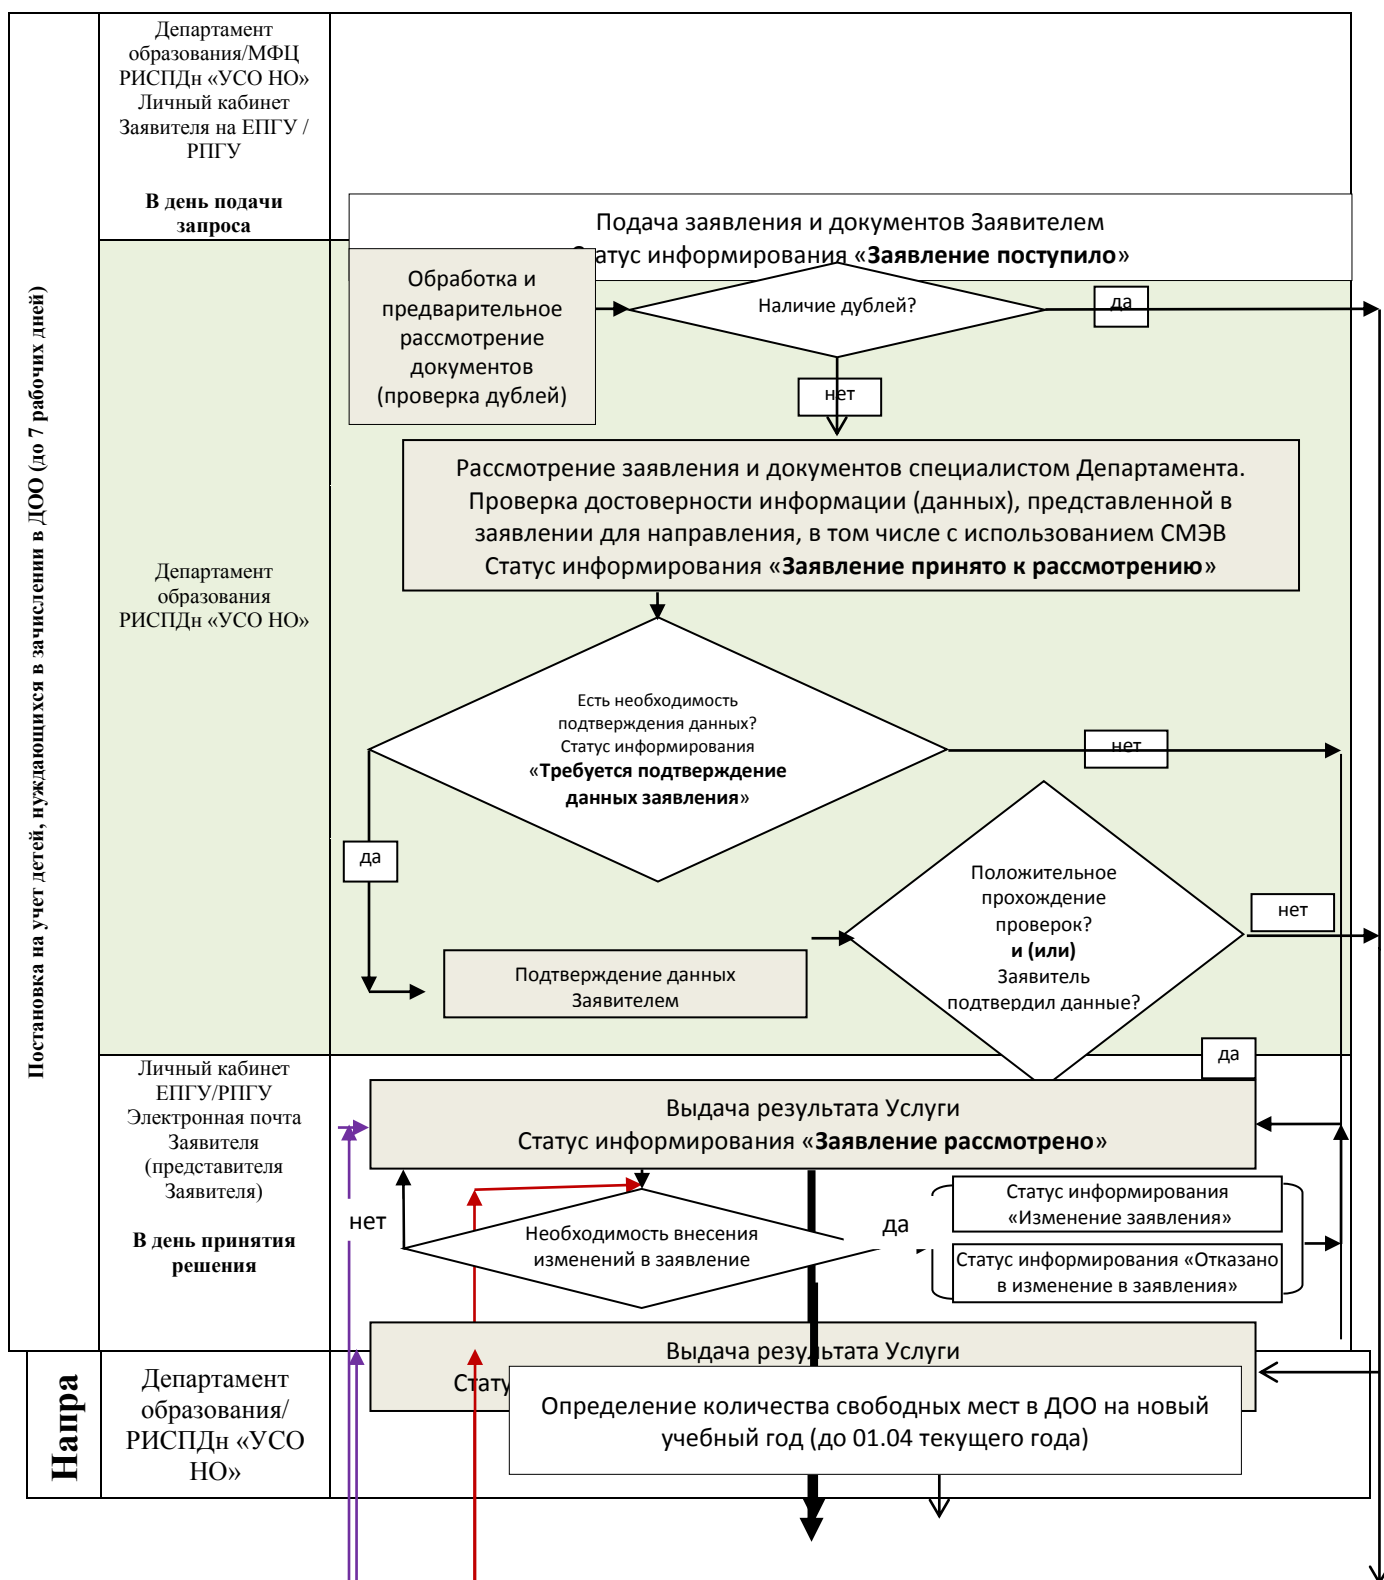 Постановка на учет детей, нуждающихся в зачислении в ДОО (до 7 рабочих дней)
Департамент
образования/МФЦ
РИСПДн «УСО НО»
Личный кабинет
Заявителя на ЕПГУ /
РПГУ
В день подачи
запроса
Подача заявления и документов Заявителем
Статус информирования «Заявление поступило»
Обработка и
предварительное
рассмотрение
документов
(проверка дублей)
Наличие дублей?
да
нет
Рассмотрение заявления и документов специалистом Департамента.
Проверка достоверности информации (данных), представленной в
заявлении для направления, в том числе с использованием СМЭВ
Статус информирования «Заявление принято к рассмотрению»
Департамент
образования
РИСПДн «УСО НО»
Есть необходимость
подтверждения данных?
Статус информирования
«Требуется подтверждение
данных заявления»
нет
да
Положительное
прохождение
проверок?
и (или)
Заявитель
подтвердил данные?
нет
Подтверждение данных
Заявителем
да
Личный кабинет
ЕПГУ/РПГУ
Электронная почта
Заявителя
(представителя
Заявителя)
В день принятия
решения
Выдача результата Услуги
Статус информирования «Заявление рассмотрено»
нет
Необходимость внесения
изменений в заявление
да
Статус информирования
«Изменение заявления»
Статус информирования «Отказано
в изменение в заявления»
Выдача результата Услуги
Стату
Напра
Департамент
образования/
РИСПДн «УСО
НО»
Определение количества свободных мест в ДОО на новый
учебный год (до 01.04 текущего года)